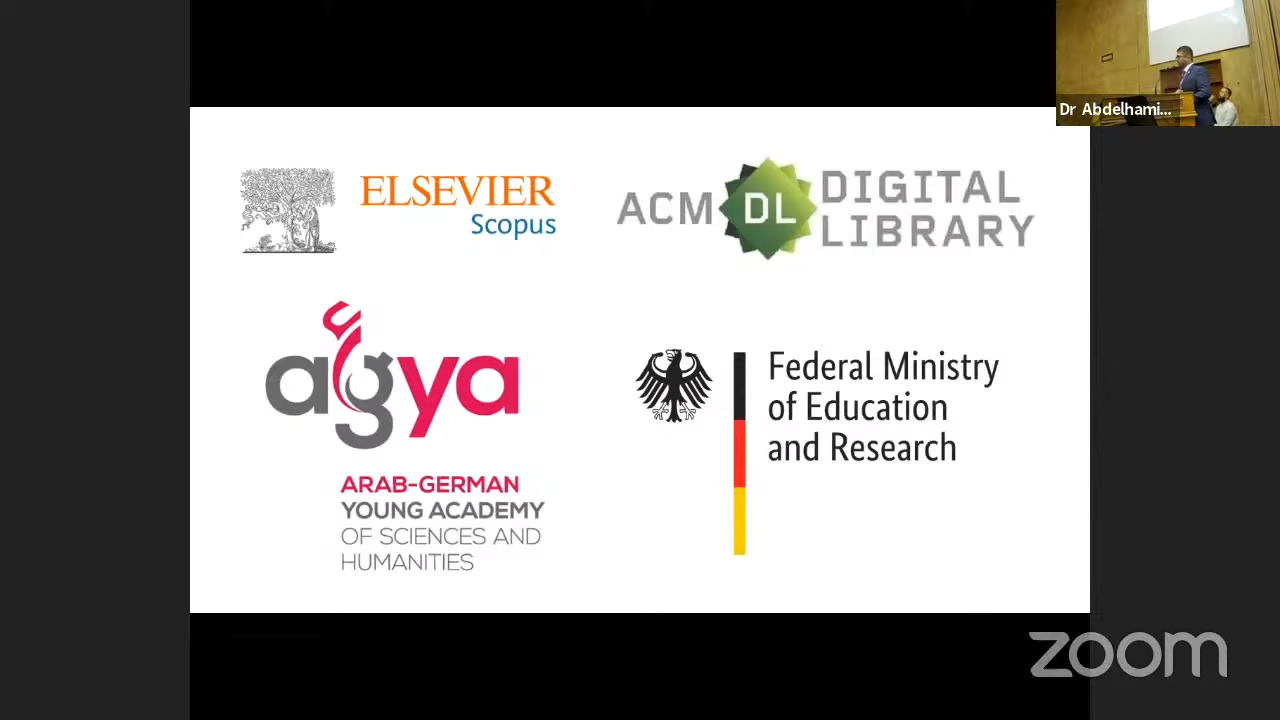 Dr Abdelhami...
ELSEVIER
Scopus
ACM DL DIGITAL
LIBRARY
agya
ARAB-GERMAN
YOUNG ACADEMY
OF SCIENCES AND
HUMANITIES
Federal Ministry
of Education
and Research
zoom